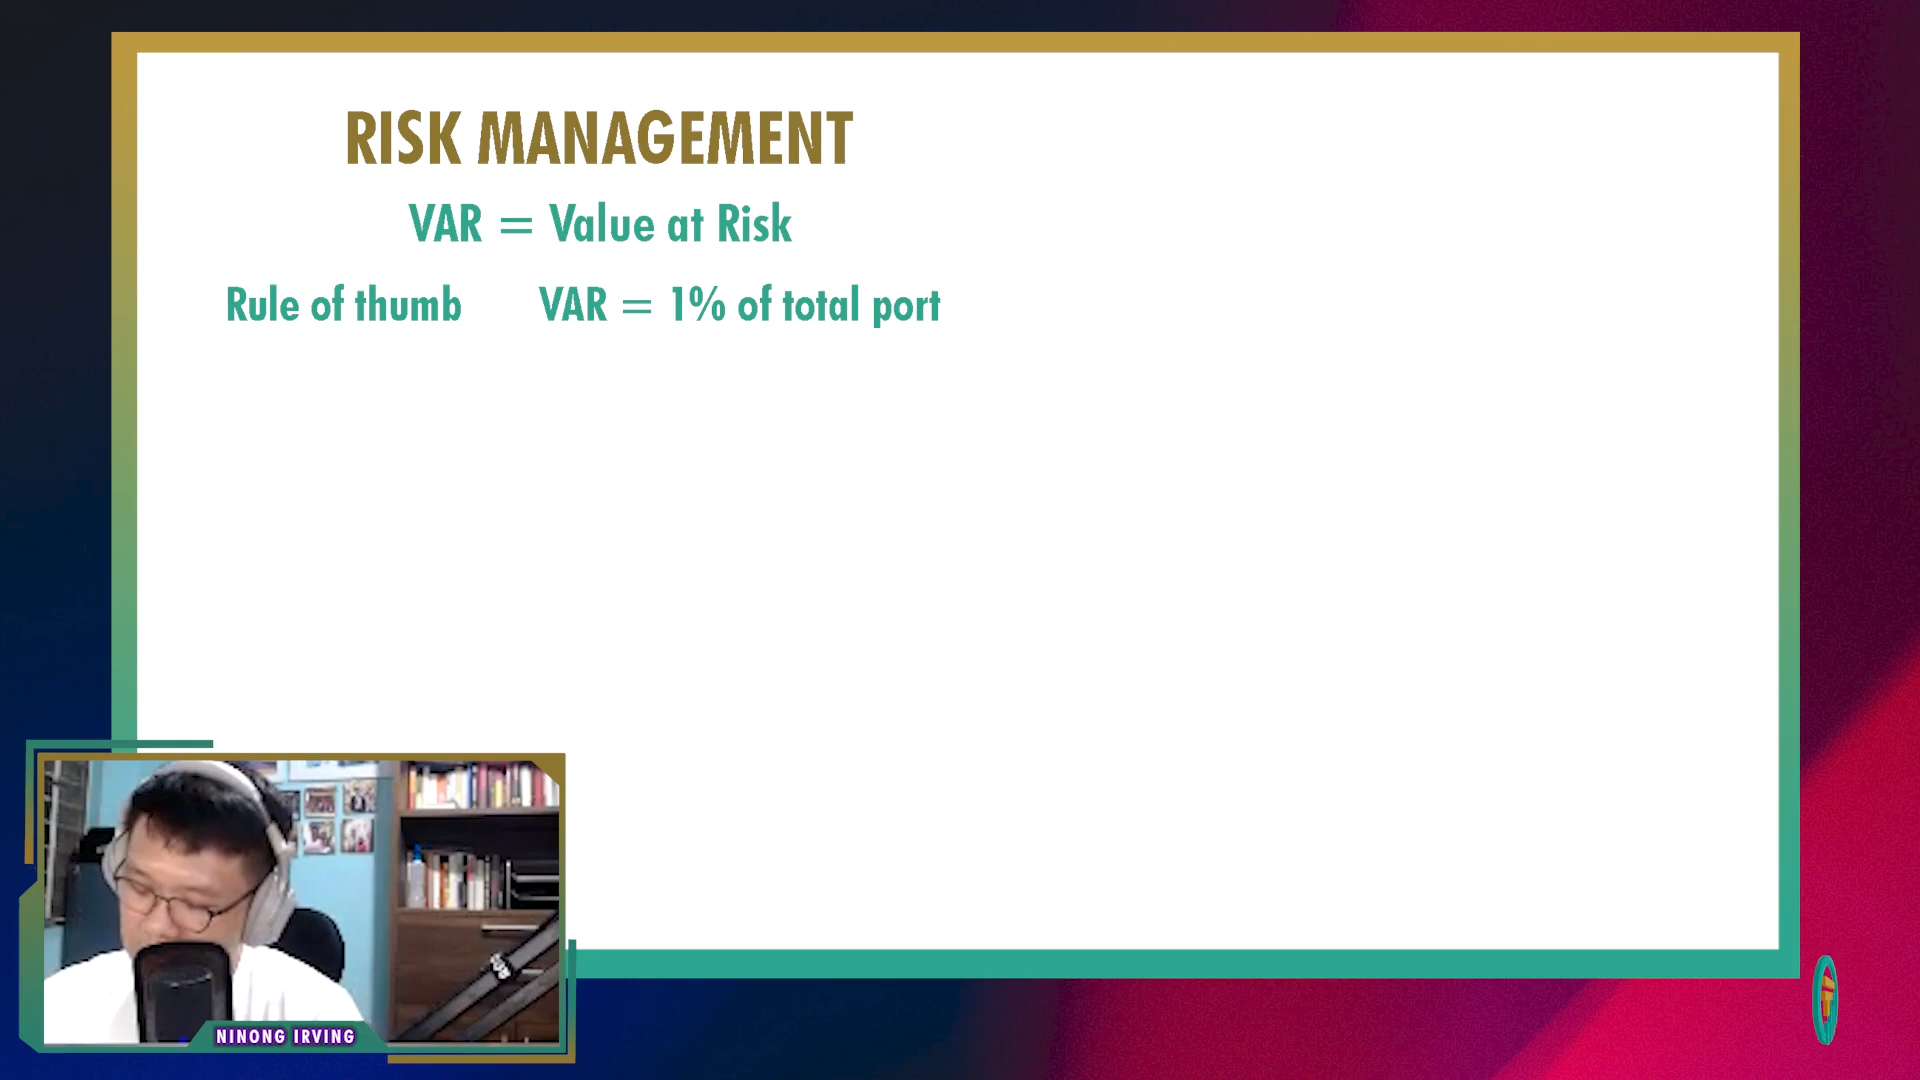 RISK MANAGEMENT
VAR = Value at Risk
Rule of thumb VAR = 1% of total port
NINONG IRVING